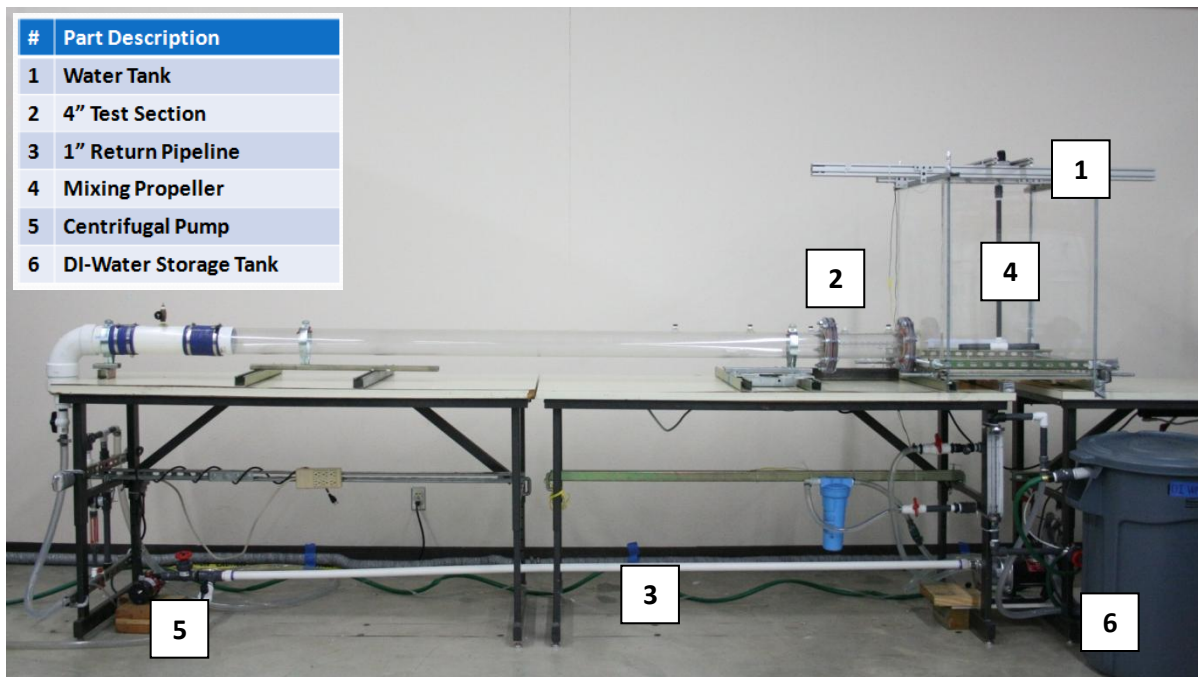 # Part Description
1 Water Tank
2 4” Test Section
3 1” Return Pipeline
4 Mixing Propeller
5 Centrifugal Pump
6 DI-Water Storage Tank
1
2
4
3
5
6